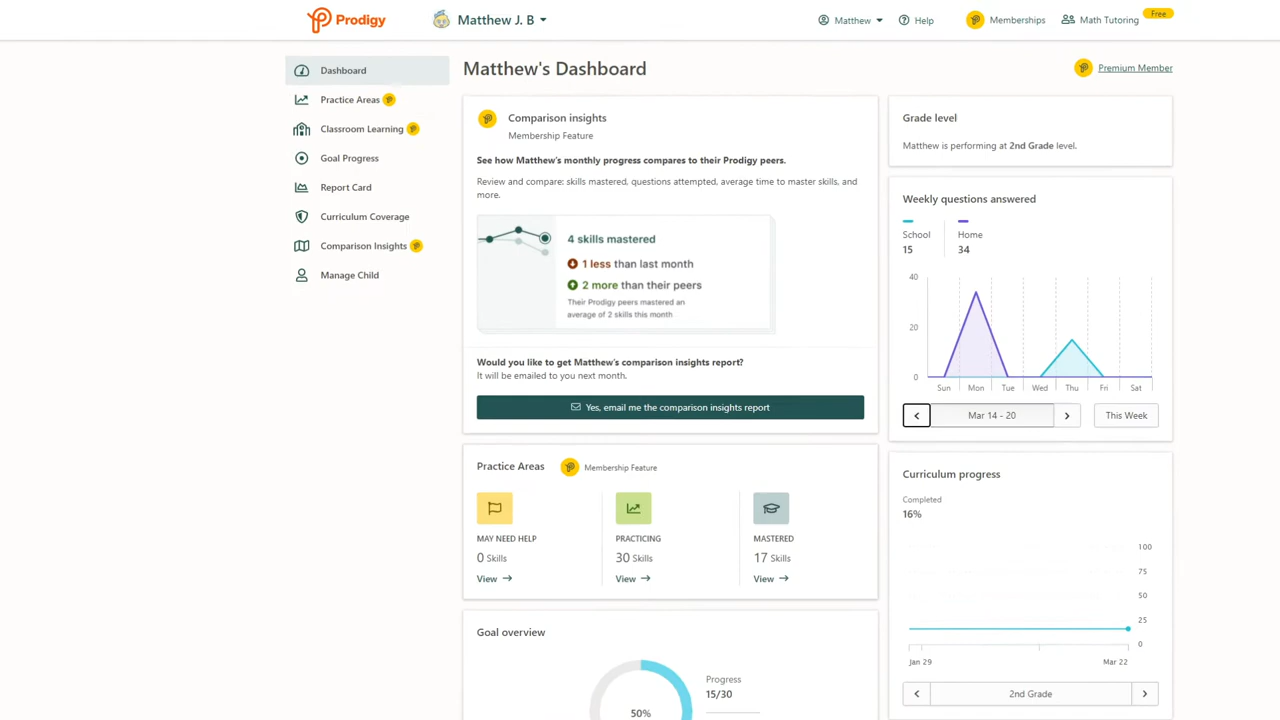 Prodigy
Matthew J. B
Matthew
Help
Memberships
Math Tutoring
Free
Dashboard
Practice Areas
Classroom Learning
Goal Progress
Report Card
Curriculum Coverage
Comparison Insights
Manage Child
Matthew's Dashboard
Premium Member
Comparison insights
Membership Feature
See how Matthew's monthly progress compares to their Prodigy peers.
Review and compare: skills mastered, questions attempted, average time to master skills, and
more.
4 skills mastered
1 less than last month
2 more than their peers
Their Prodigy peers mastered an
average of 2 skills this month
Would you like to get Matthew's comparison insights report?
It will be emailed to you next month.
Yes, email me the comparison insights report
Practice Areas
Membership Feature
MAY NEED HELP
0 Skills
View
PRACTICING
30 Skills
View
MASTERED
17 Skills
View
Goal overview
50%
Progress
15/30
Grade level
Matthew is performing at 2nd Grade level.
Weekly questions answered
School
15
Home
34
40
20
0
Sun Mon Tue Wed Thu Fri Sat
Mar 14 - 20
This Week
Curriculum progress
Completed
16%
100
75
50
25
0
Jan 29 Mar 22
2nd Grade